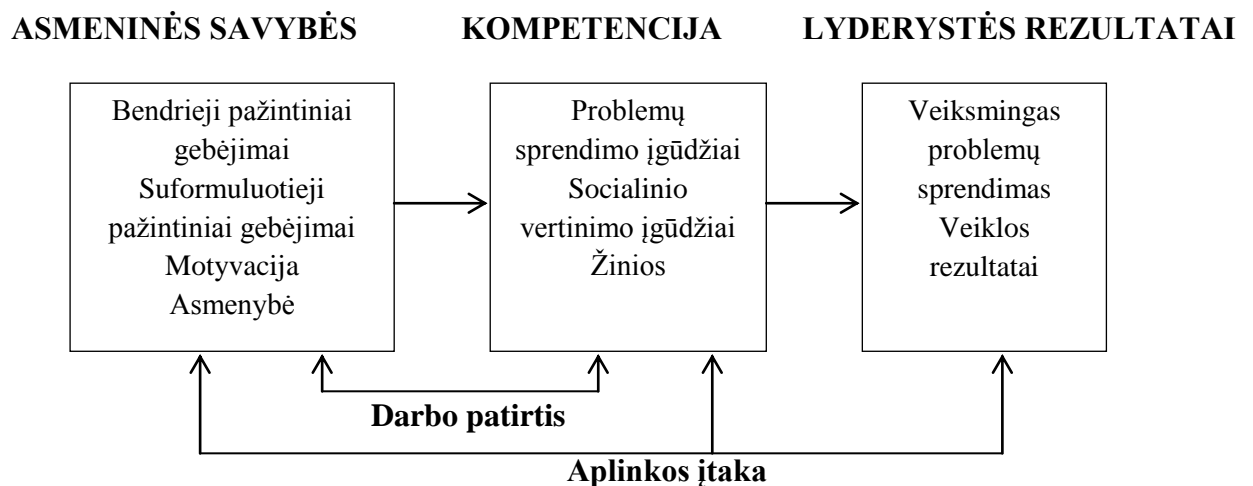 ASMENINĖS SAVYBĖS
KOMPETENCIJA
LYDERYSTĖS REZULTATAI
Bendrieji pažintiniai
gebėjimai
Suformuluotieji
pažintiniai gebėjimai
Motyvacija
Asmenybė
Problemų
sprendimo įgūdžiai
Socialinio
vertinimo įgūdžiai
Žinios
Veiksmingas
problemų
sprendimas
Veiklos
rezultatai
Darbo patirtis
Aplinkos įtaka